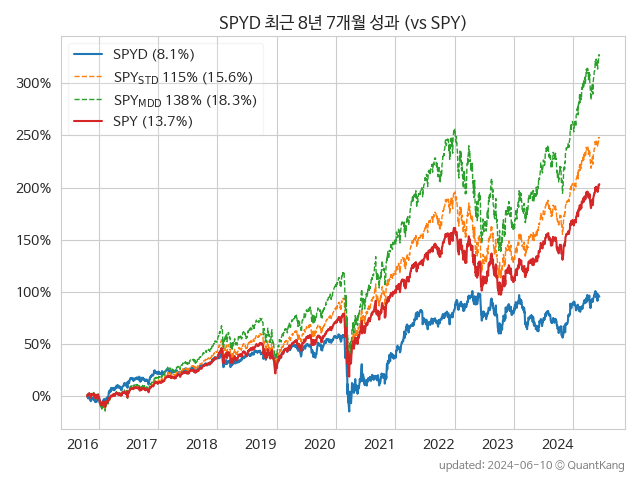 SPYD 최근 8년 7개월 성과 (vs SPY)
SPYD (8.1%)
SPY_STD 115% (15.6%)
SPY_MDD 138% (18.3%)
SPY (13.7%)
300%
250%
200%
150%
100%
50%
0%
2016 2017 2018 2019 2020 2021 2022 2023 2024
updated: 2024-06-10 @ QuantKang